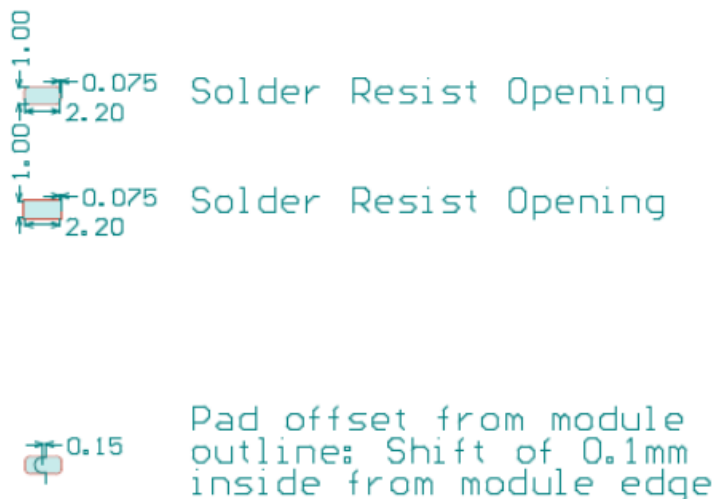 1.00
0.075 Solder Resist Opening
2.20
1.00
0.075 Solder Resist Opening
2.20
Pad offset from module
0.15 outline: Shift of 0.1mm
inside from module edge